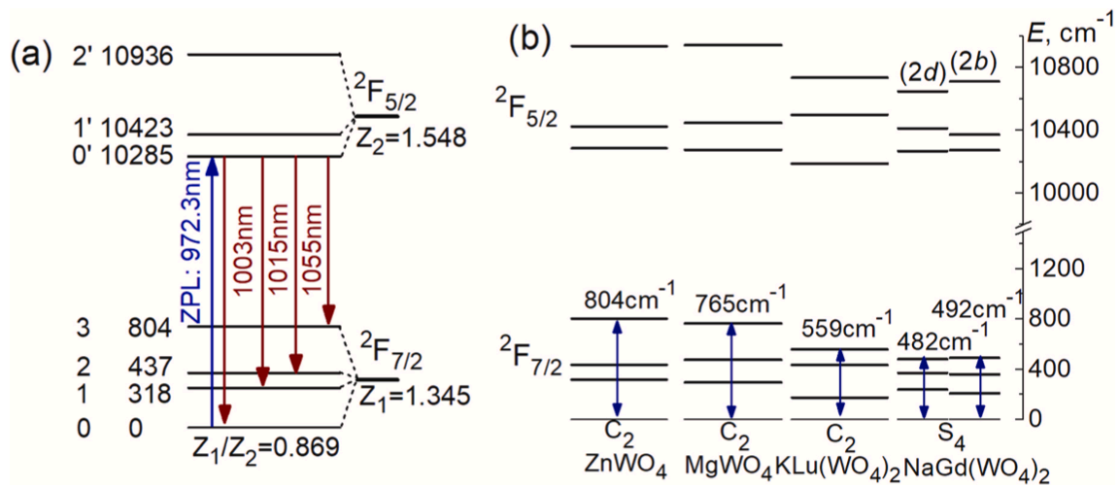 (a)
2' 10936
²F₅/₂
1' 10423
Z₂=1.548
0' 10285
ZPL: 972.3nm
1003nm
1015nm
1055nm
3 804
²F₇/₂
2 437
1 318
Z₁=1.345
0 0
Z₁/Z₂=0.869
(b)
E, cm⁻¹
10800
(2d)
(2b)
²F₅/₂
10400
10000
1200
804cm⁻¹
765cm⁻¹
559cm⁻¹
492cm⁻¹
482cm⁻¹
800
²F₇/₂
400
0
C₂ C₂ C₂ S₄
ZnWO₄ MgWO₄ KLu(WO₄)₂ NaGd(WO₄)₂